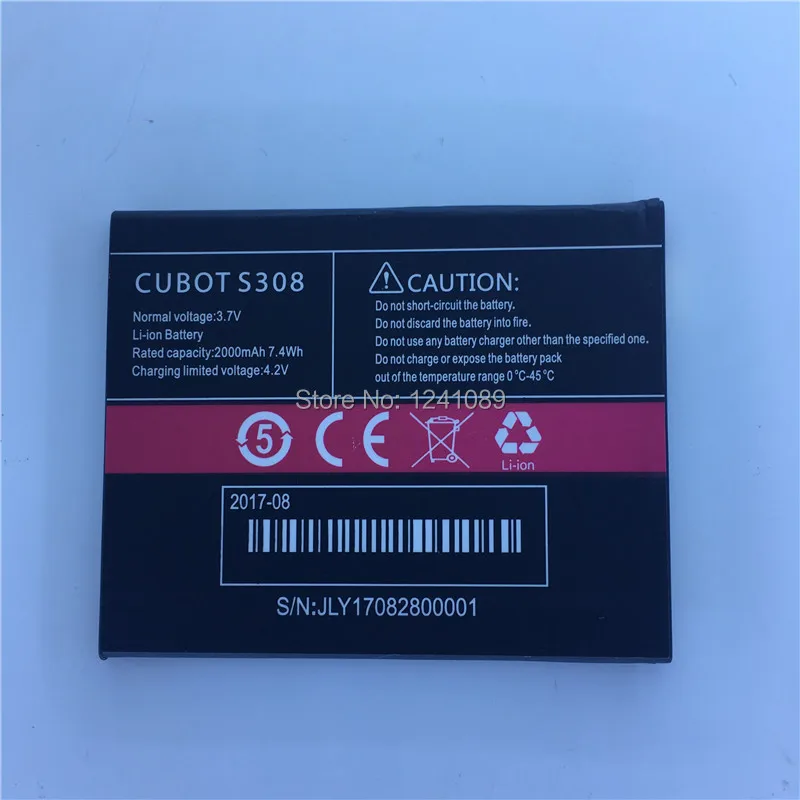 CUBOT S308
Normal voltage:3.7V
Li-ion Battery
Rated capacity:2000mAh 7.4Wh
Charging limited voltage:4.2V
CAUTION:
Do not short-circuit the battery.
Do not discard the battery into fire.
Do not use any battery charger other than the specified.
Do not charge or expose the battery pack
out of the temperature range 0°C-45°C
Store No: 1241089
5
CE
Li-ion
2017-08
S/N:JLY17082800001